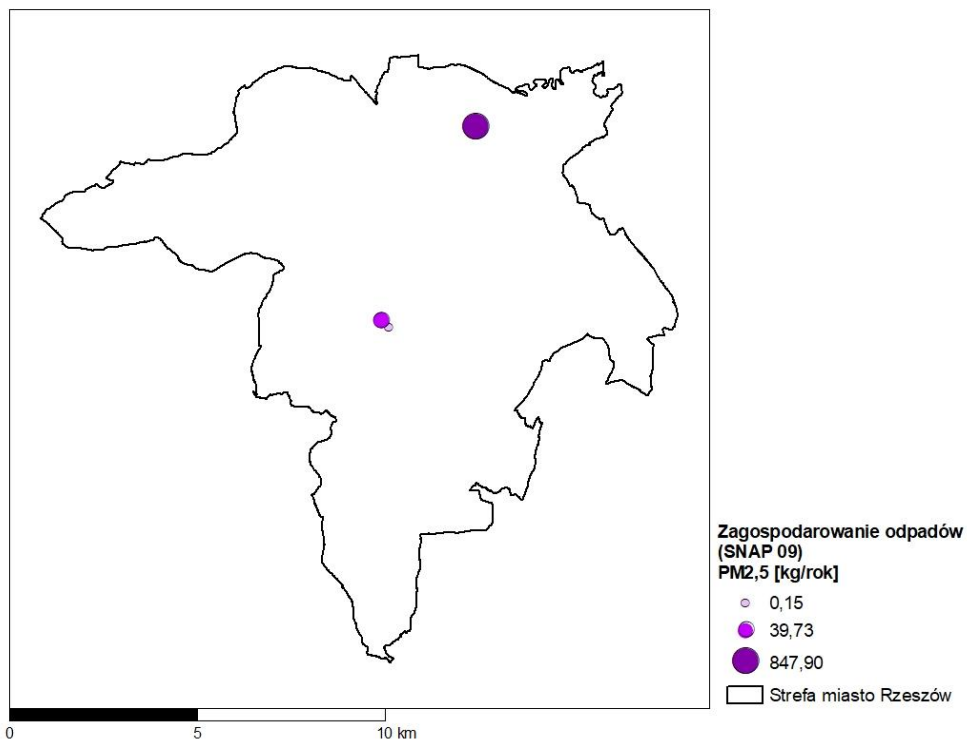 Zagospodarowanie odpadów
(SNAP 09)
PM2,5 [kg/rok]
0,15
39,73
847,90
Strefa miasto Rzeszów
0 5 10 km